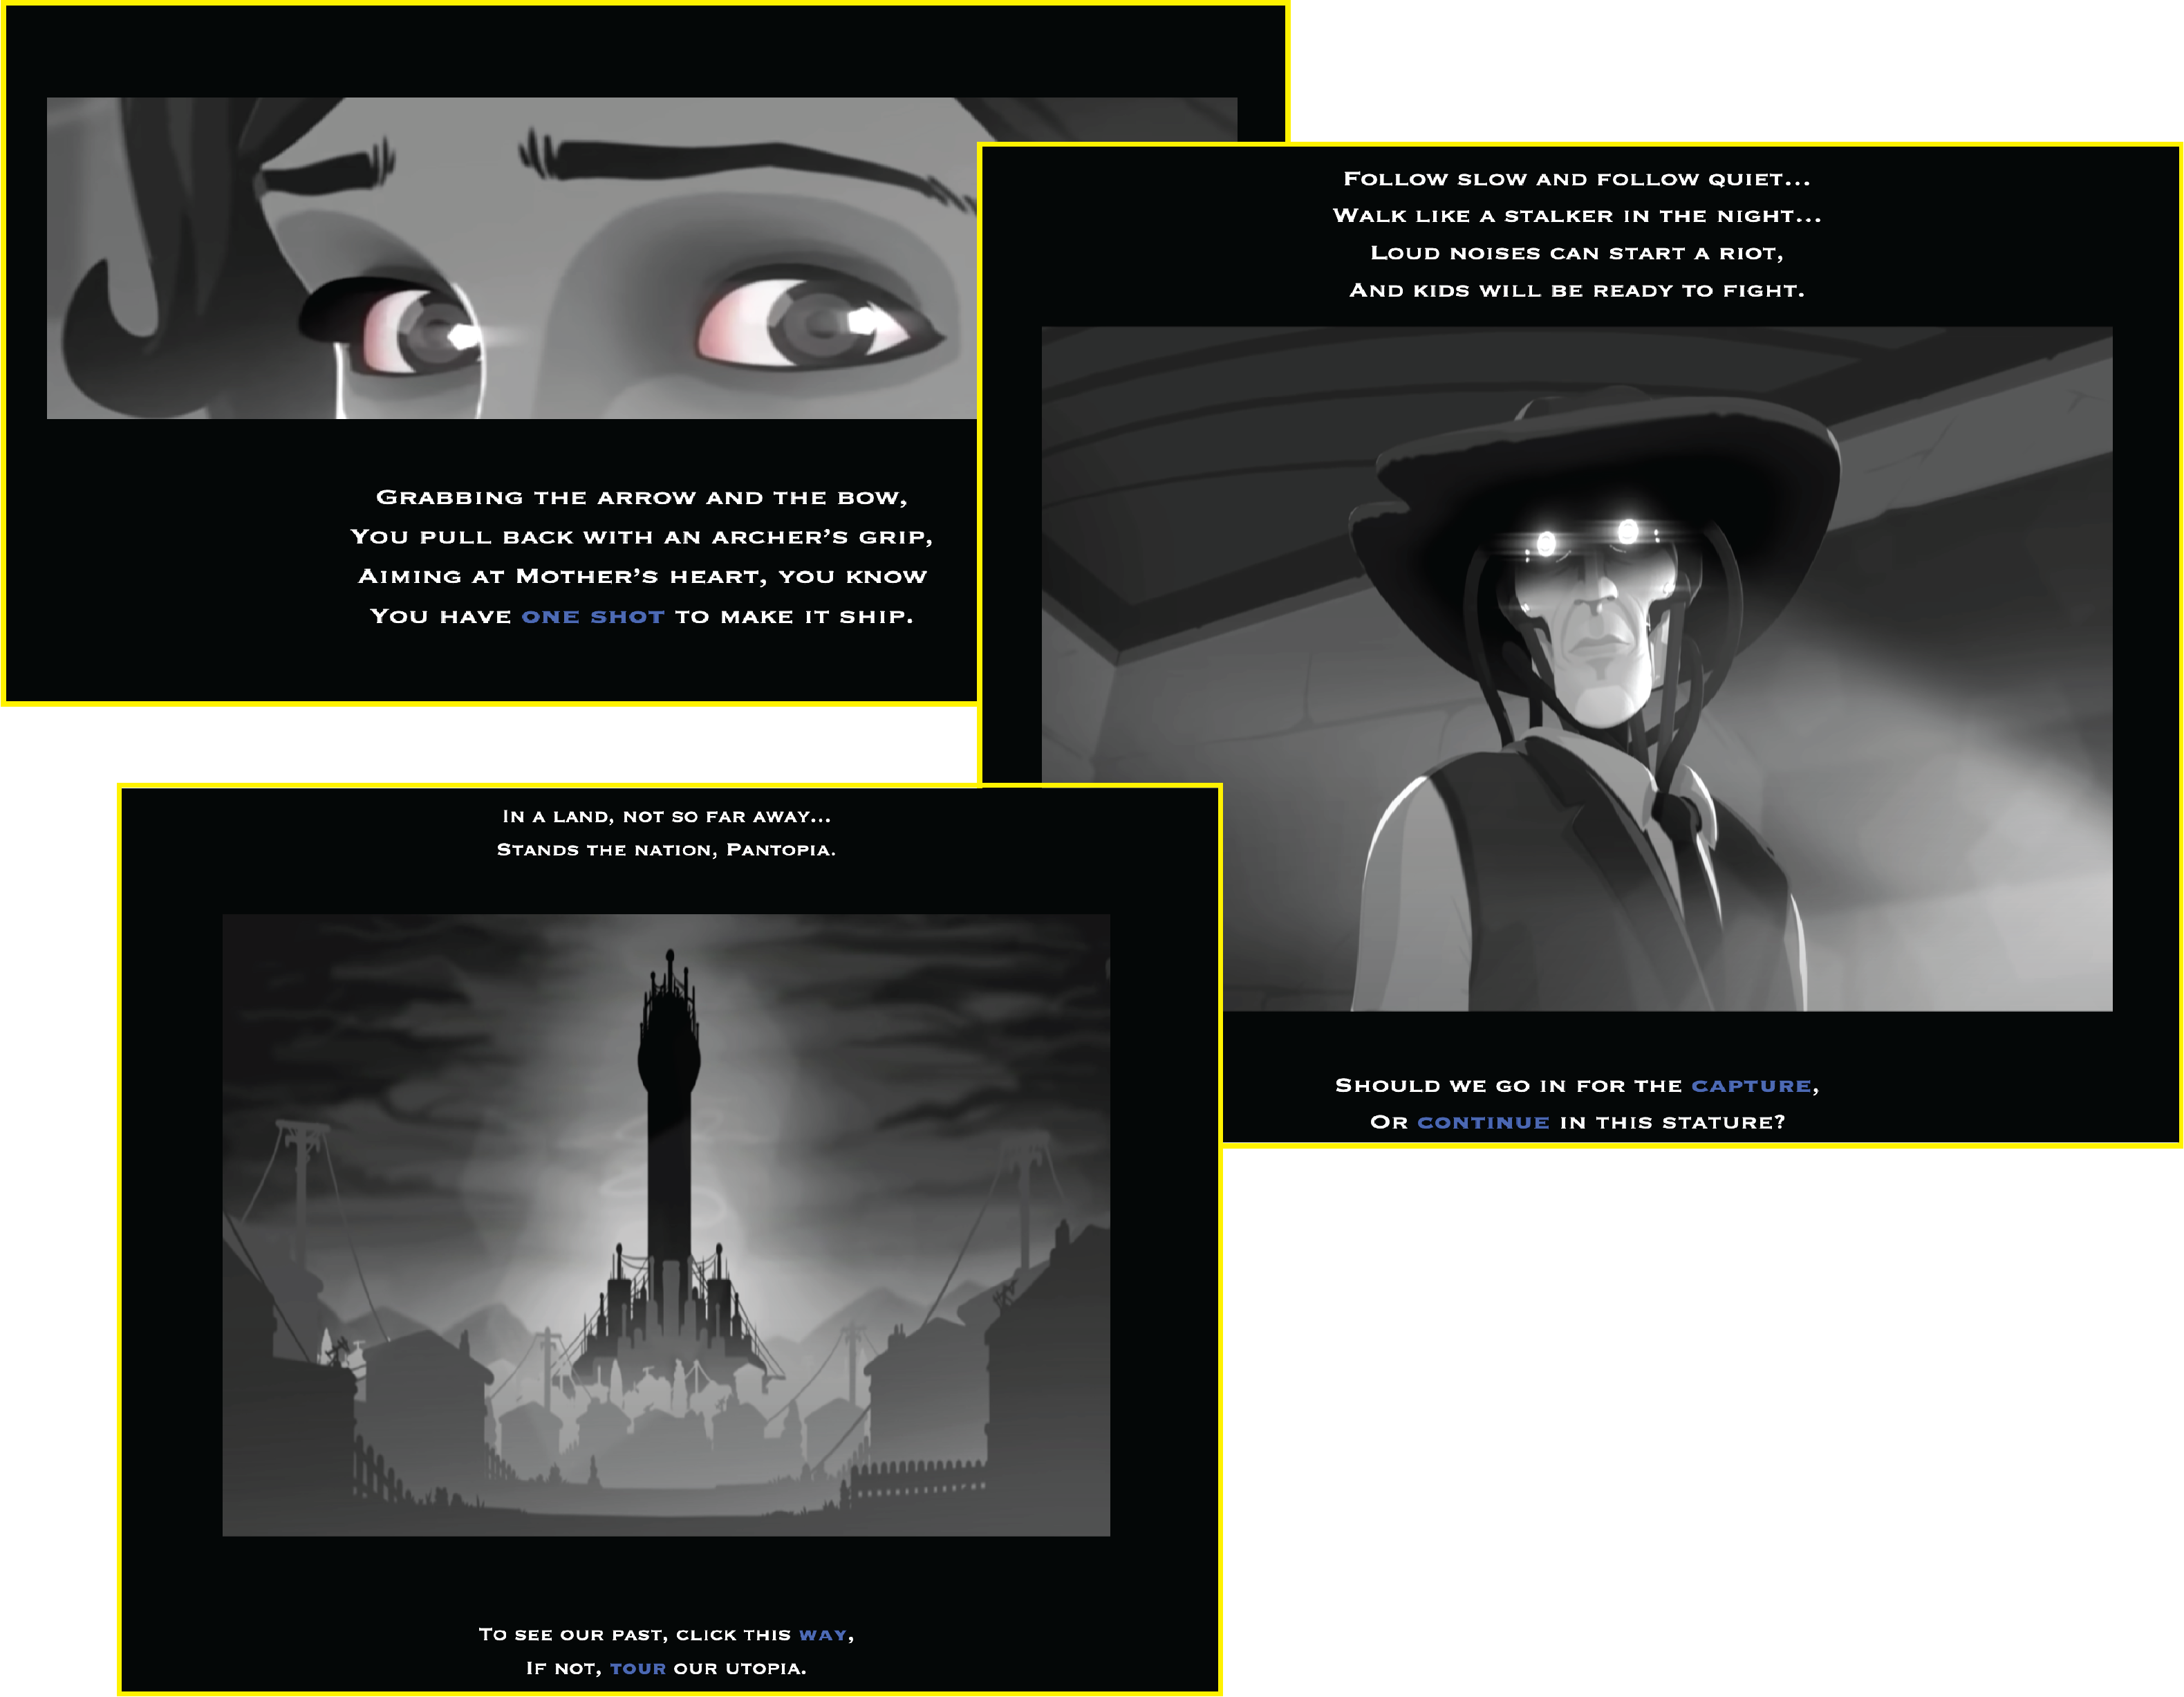 Grabbing the arrow and the bow,
You pull back with an archer's grip,
Aiming at Mother's heart, you know
You have one shot to make it ship.
Follow slow and follow quiet...
Walk like a stalker in the night...
Loud noises can start a riot,
And kids will be ready to fight.
Should we go in for the capture,
Or continue in this stature?
In a land, not so far away...
Stands the nation, Pantopia.
To see our past, click this way,
If not, tour our utopia.